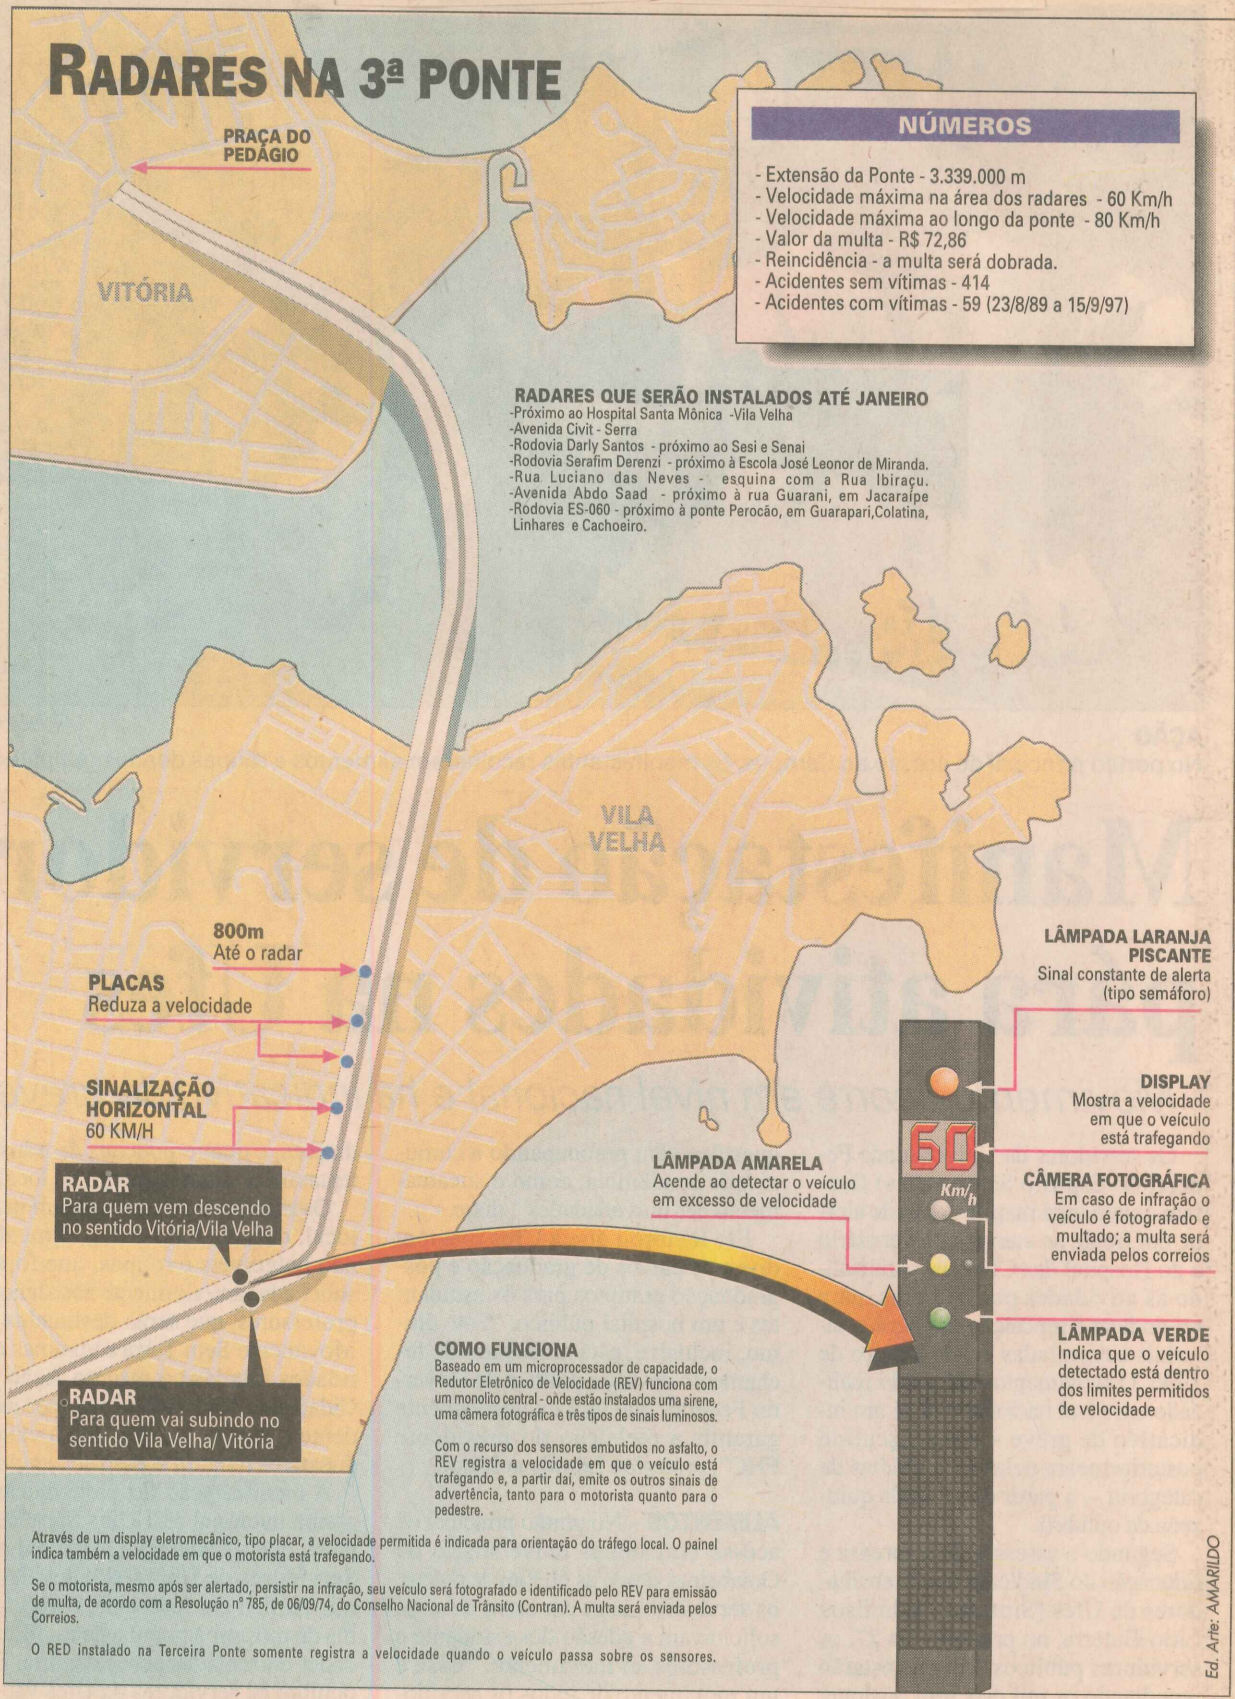 RADARES NA 3ª PONTE
PRAÇA DO
PEDÁGIO
VITÓRIA
NÚMEROS
- Extensão da Ponte - 3.339.000 m
- Velocidade máxima na área dos radares - 60 Km/h
- Velocidade máxima ao longo da ponte - 80 Km/h
- Valor da multa - R$ 72,86
- Reincidência - a multa será dobrada.
- Acidentes sem vítimas - 414
- Acidentes com vítimas - 59 (23/8/89 a 15/9/97)
RADARES QUE SERÃO INSTALADOS ATÉ JANEIRO
-Próximo ao Hospital Santa Mônica -Vila Velha
-Avenida Civit - Serra
-Rodovia Darly Santos - próximo ao Sesi e Senai
-Rodovia Serafim Derenzi - próximo à Escola José Leonor de Miranda.
-Rua Luciano das Neves - esquina com a Rua Ibiraçu.
-Avenida Abdo Saad - próximo à rua Guarani, em Jacaraípe
-Rodovia ES-060 - próximo à ponte Perocão, em Guarapari,Colatina,
Linhares e Cachoeiro.
VILA
VELHA
800m
Até o radar
PLACAS
Reduza a velocidade
SINALIZAÇÃO
HORIZONTAL
60 KM/H
RADAR
Para quem vem descendo
no sentido Vitória/Vila Velha
RADAR
Para quem vai subindo no
sentido Vila Velha/ Vitória
LÂMPADA LARANJA
PISCANTE
Sinal constante de alerta
(tipo semáforo)
DISPLAY
Mostra a velocidade
em que o veículo
está trafegando
60
Km/h
LÂMPADA AMARELA
Acende ao detectar o veículo
em excesso de velocidade
CÂMERA FOTOGRÁFICA
Em caso de infração o
veículo é fotografado e
multado; a multa será
enviada pelos correios
LÂMPADA VERDE
Indica que o veículo
detectado está dentro
dos limites permitidos
de velocidade
COMO FUNCIONA
Baseado em um microprocessador de capacidade, o
Redutor Eletrônico de Velocidade (REV) funciona com
um monolito central - onde estão instalados uma sirene,
uma câmera fotográfica e três tipos de sinais luminosos.
Com o recurso dos sensores embutidos no asfalto, o
REV registra a velocidade em que o veículo está
trafegando e, a partir daí, emite os outros sinais de
advertência, tanto para o motorista quanto para o
pedestre.
Através de um display eletromecânico, tipo placar, a velocidade permitida é indicada para orientação do tráfego local. O painel
indica também a velocidade em que o motorista está trafegando.
Se o motorista, mesmo após ser alertado, persistir na infração, seu veículo será fotografado e identificado pelo REV para emissão
de multa, de acordo com a Resolução nº 785, de 06/09/74, do Conselho Nacional de Trânsito (Contran). A multa será enviada pelos
Correios.
O RED instalado na Terceira Ponte somente registra a velocidade quando o veículo passa sobre os sensores.
Ed. Arte: AMARILDO